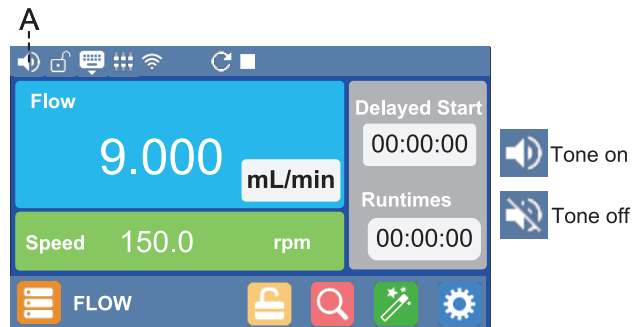 A
Flow
9.000
mL/min
Speed 150.0 rpm
Delayed Start
00:00:00
Runtimes
00:00:00
FLOW
Tone on
Tone off